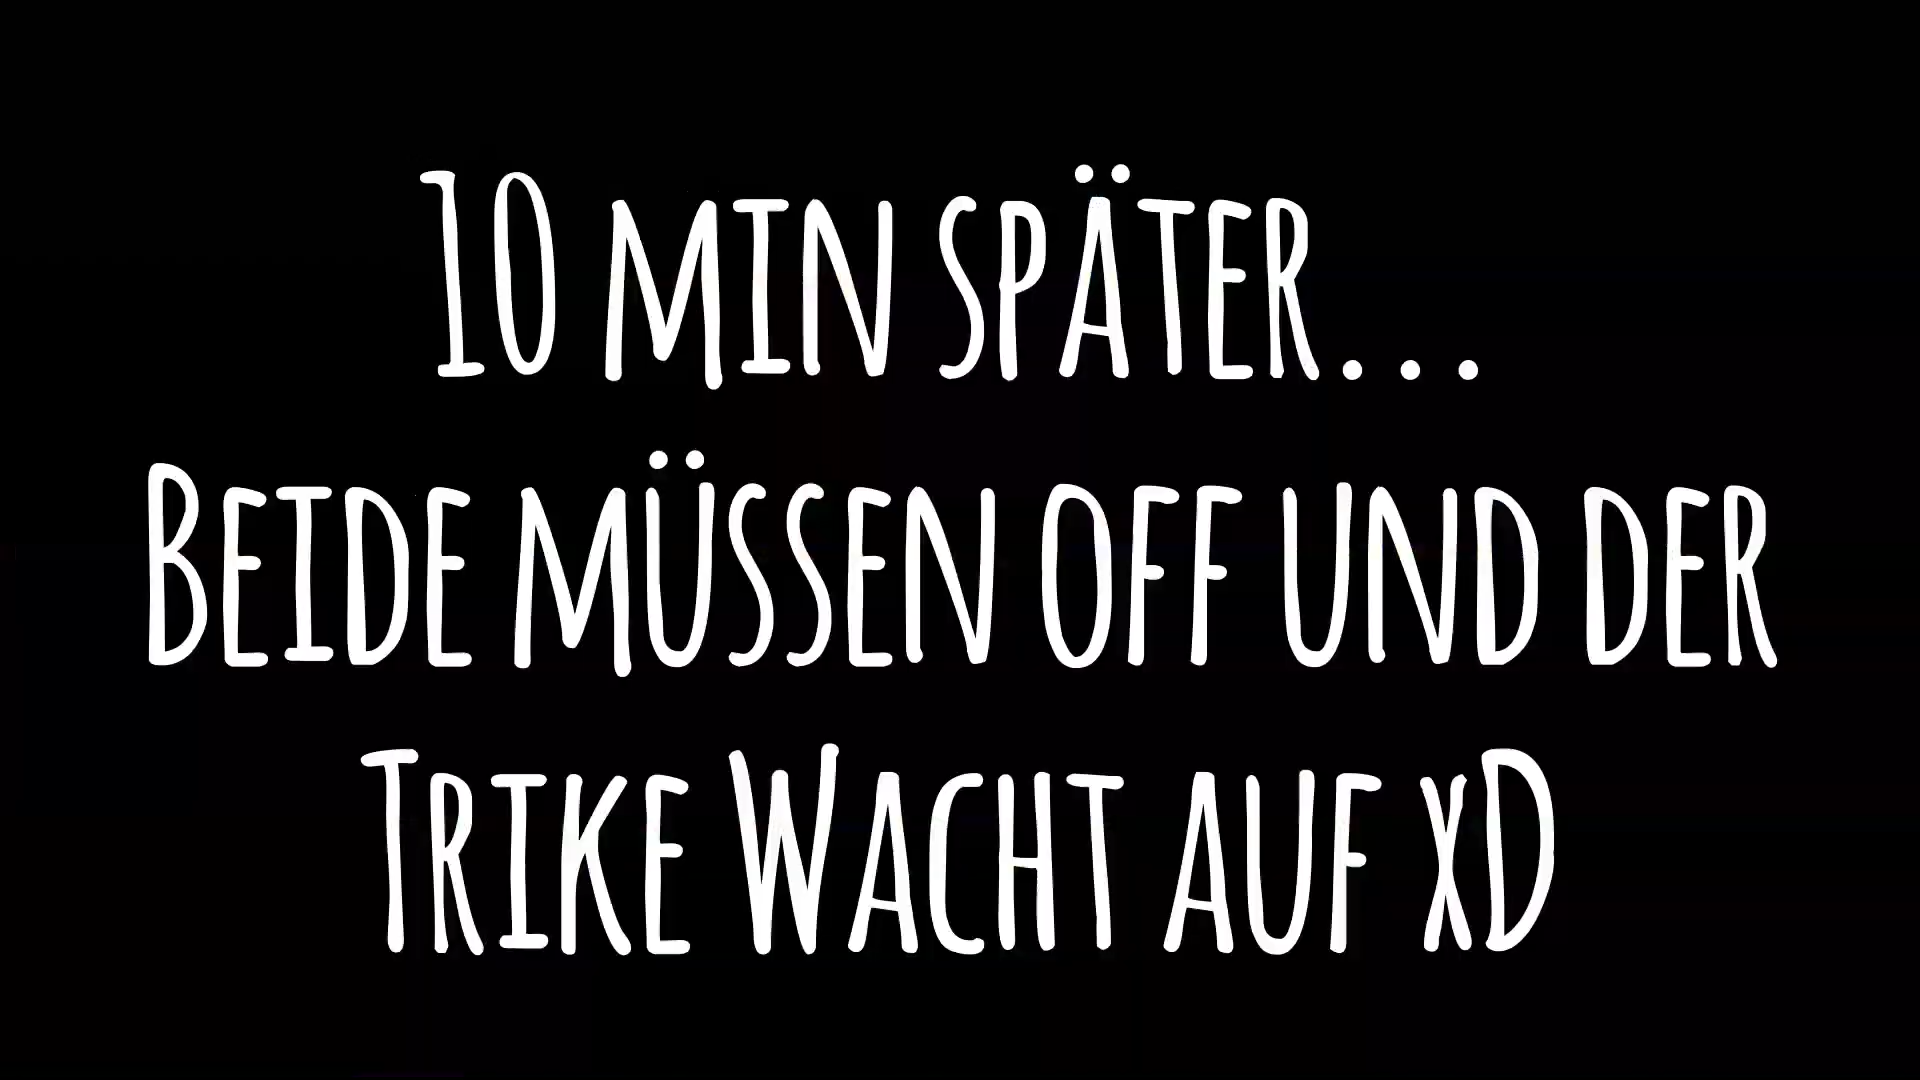 10 min später...
Beide müssen off und der
Trike Wacht auf xD